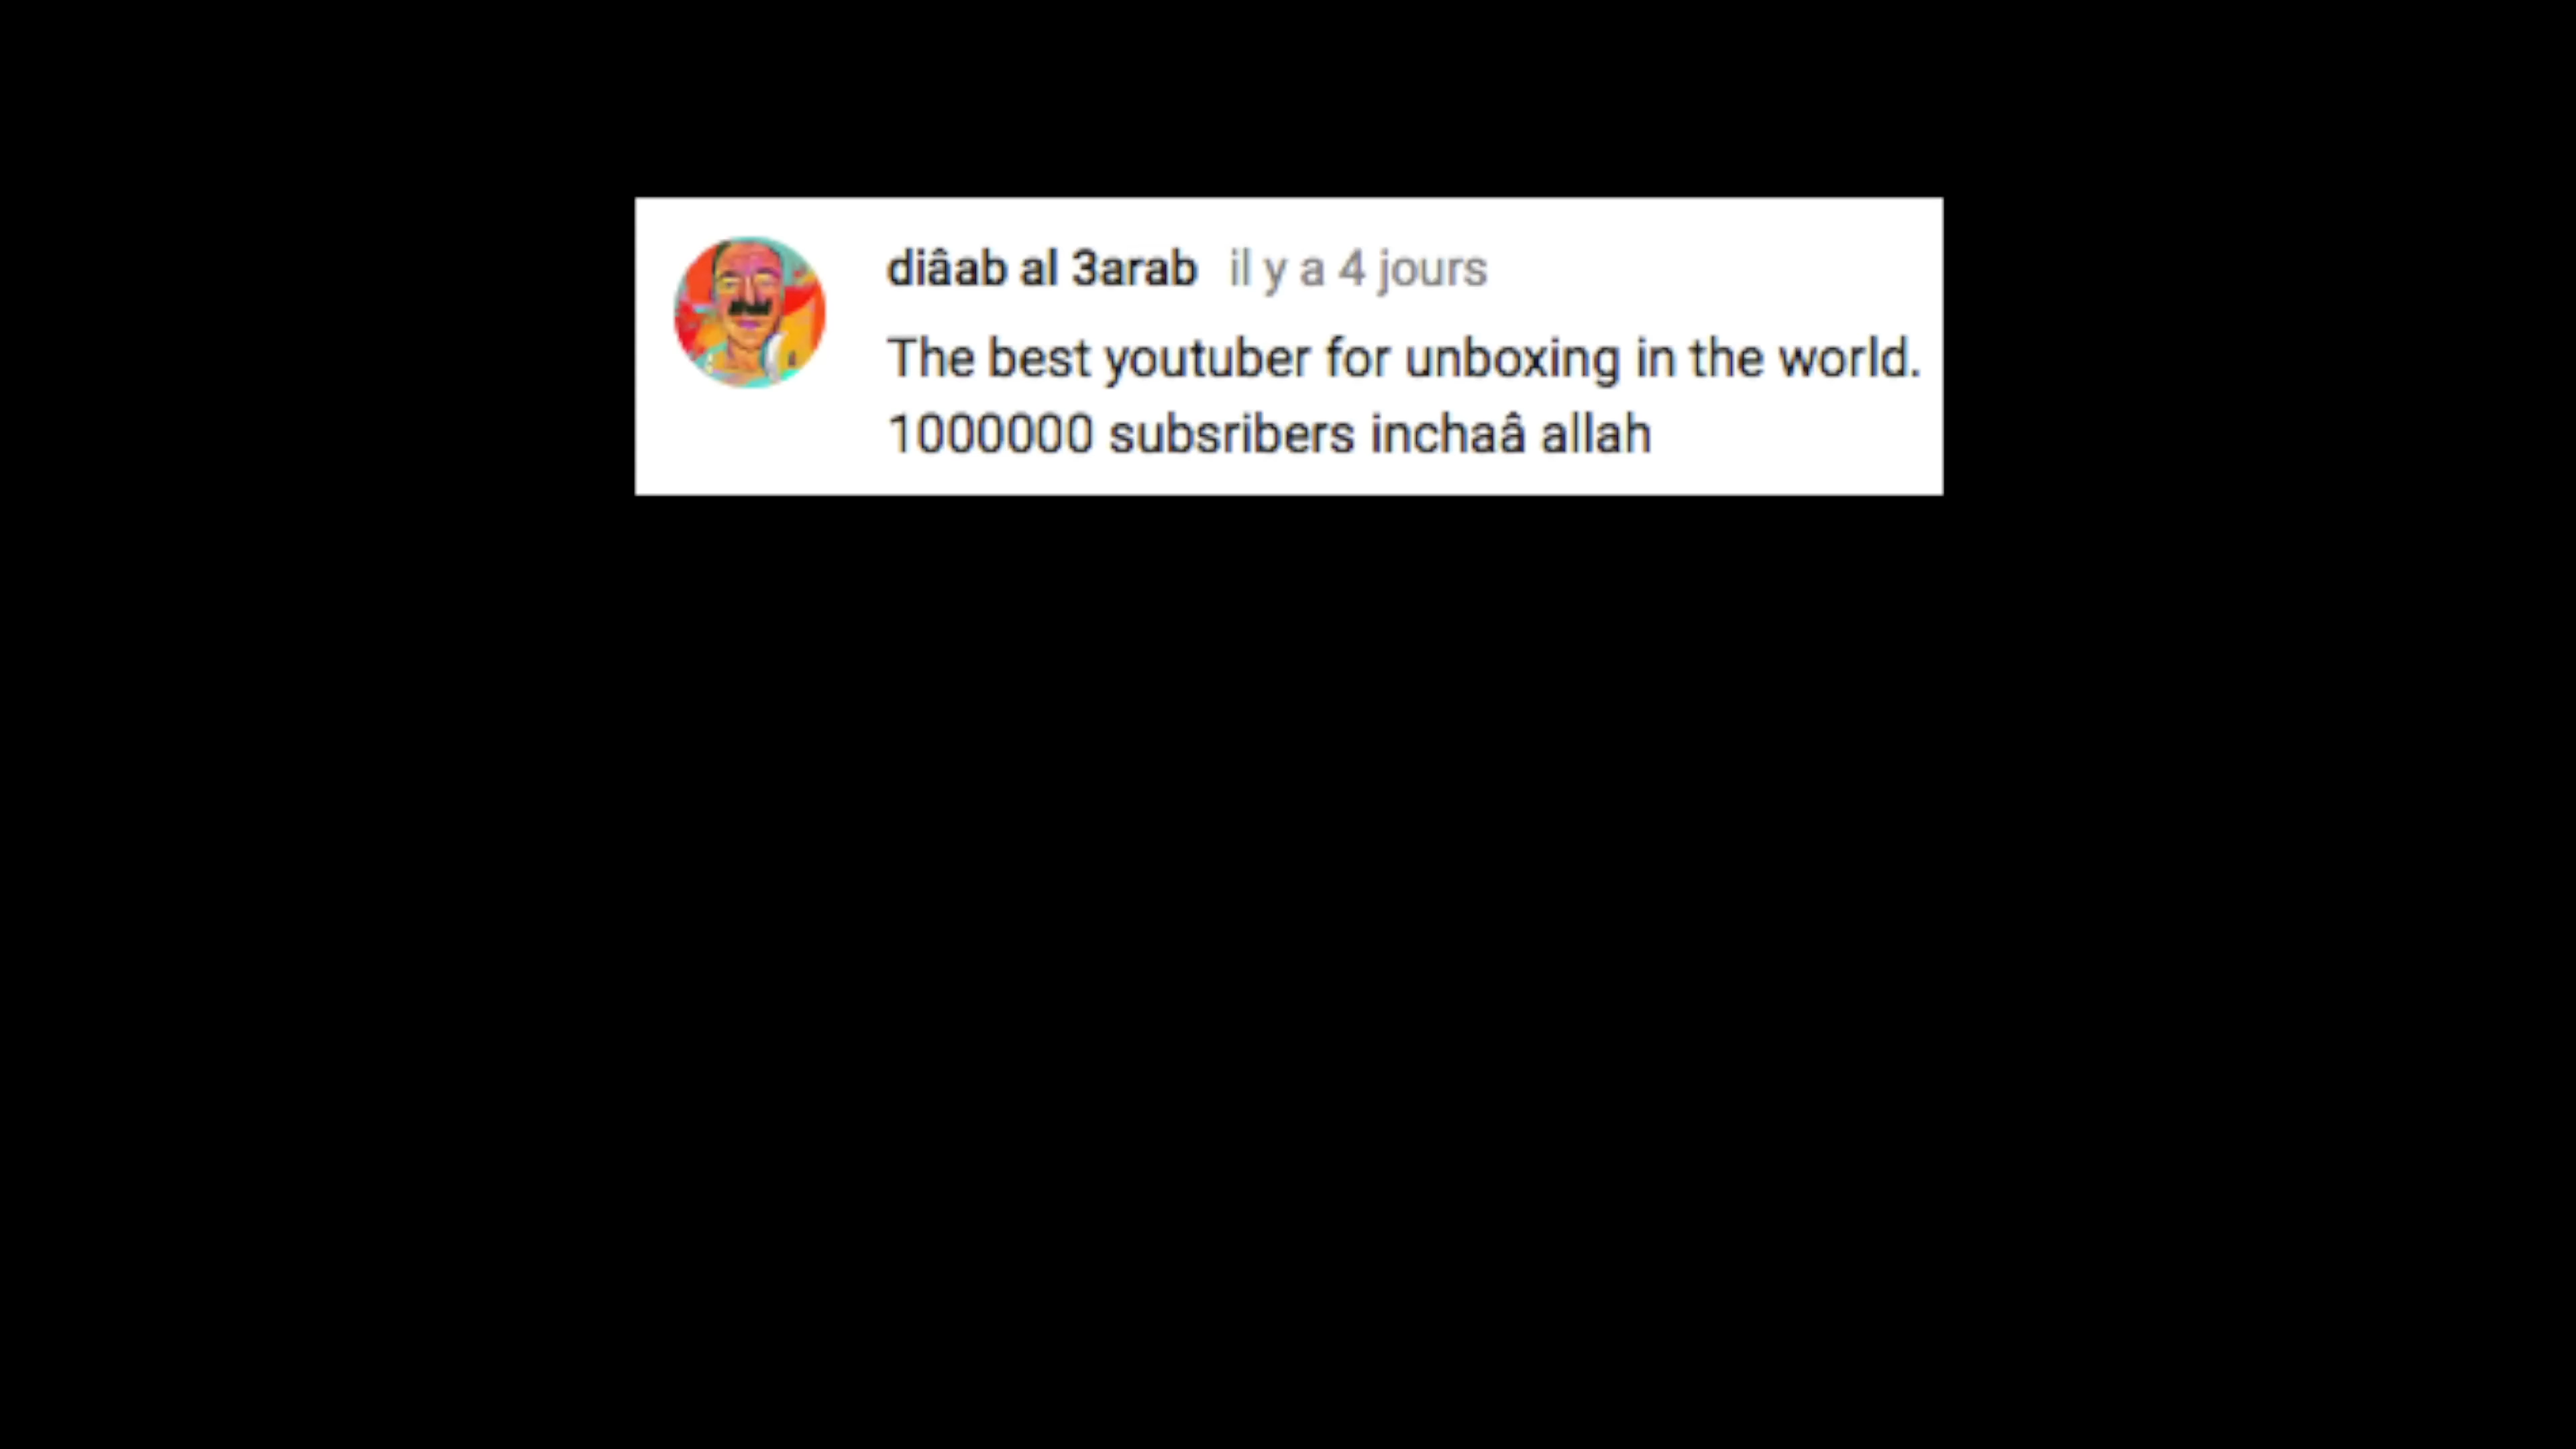 diâab al 3arab il y a 4 jours
The best youtuber for unboxing in the world.
1000000 subsribers inchaâ allah